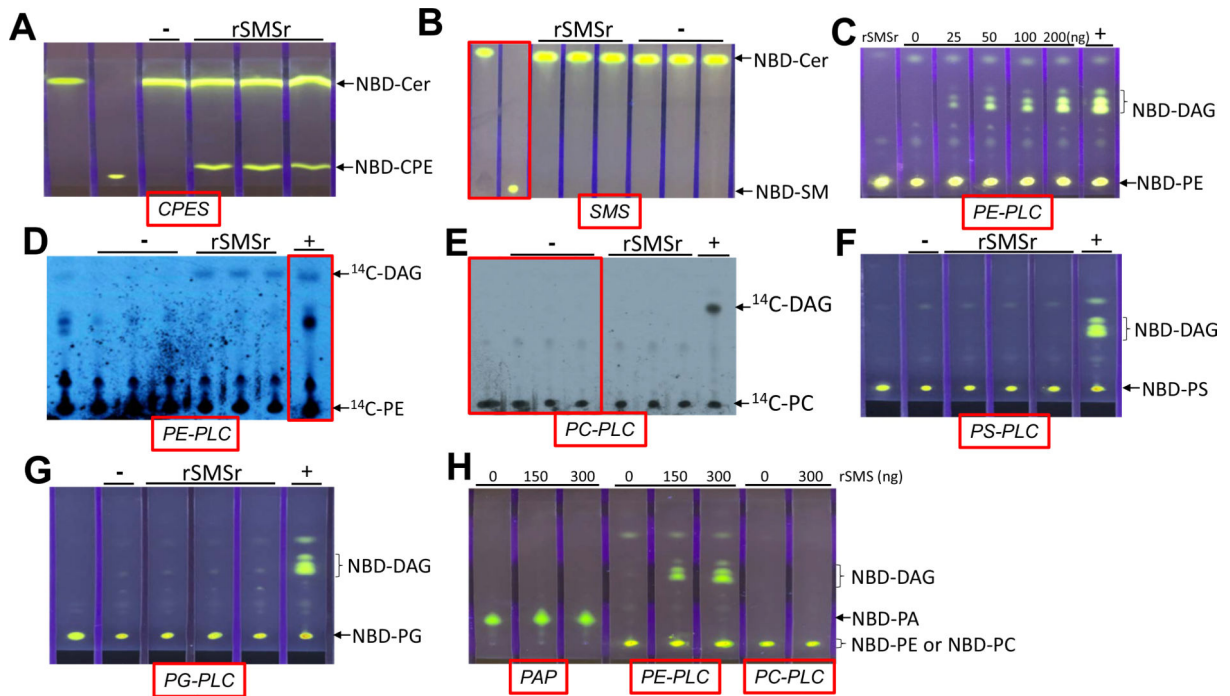 A
-
rSMSr
NBD-Cer
NBD-CPE
CPES
B
rSMSr
-
NBD-Cer
NBD-SM
SMS
C
rSMSr 0 25 50 100 200(ng) +
NBD-DAG
NBD-PE
PE-PLC
D
-
rSMSr
+
14C-DAG
14C-PE
PE-PLC
E
-
rSMSr
+
14C-DAG
14C-PC
PC-PLC
F
-
rSMSr
+
NBD-DAG
NBD-PS
PS-PLC
G
-
rSMSr
+
NBD-DAG
NBD-PG
PG-PLC
H
0 150 300 0 150 300 0 300 rSMS (ng)
NBD-DAG
NBD-PA
NBD-PE or NBD-PC
PAP
PE-PLC
PC-PLC